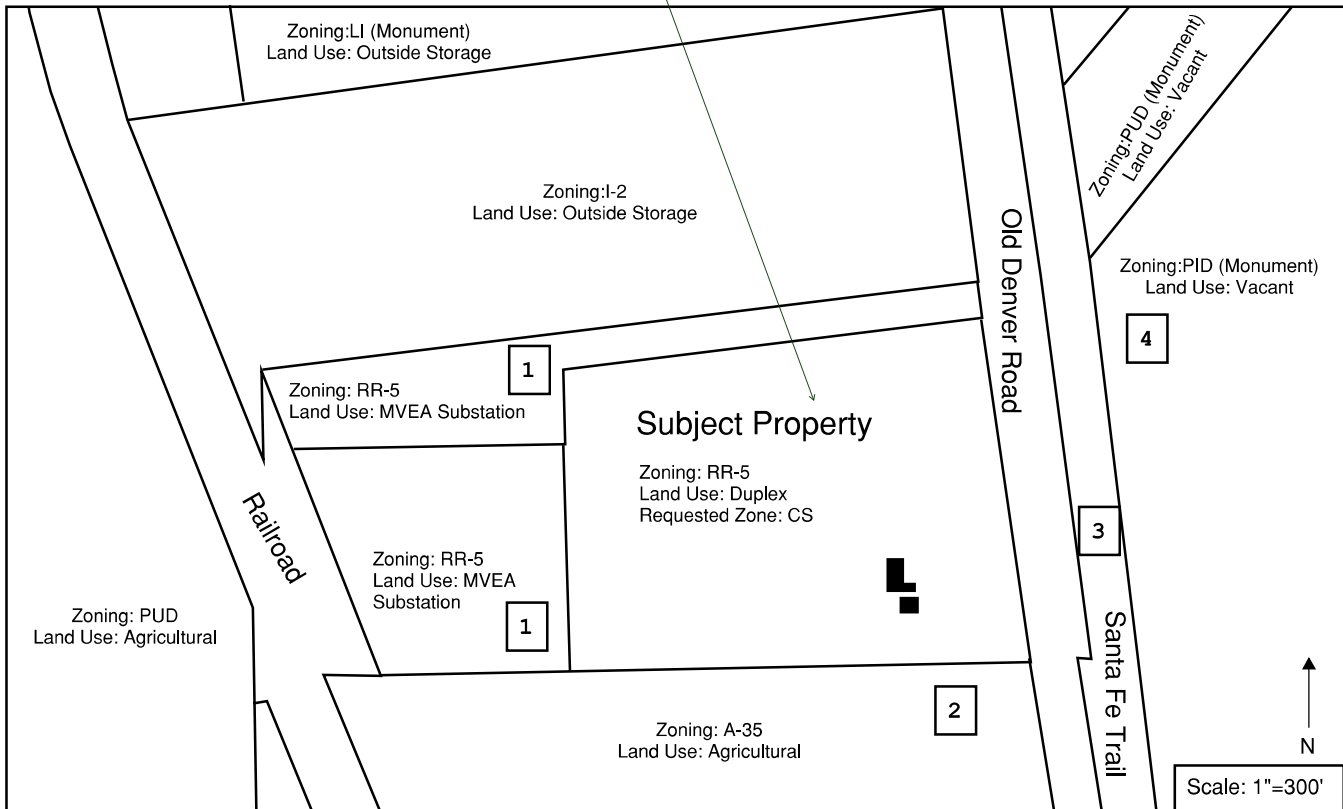 Zoning:LI (Monument)
Land Use: Outside Storage
Zoning:PUD (Monument)
Land Use: Vacant
Zoning:I-2
Land Use: Outside Storage
Old Denver Road
Zoning:PID (Monument)
Land Use: Vacant
4
1
Zoning: RR-5
Land Use: MVEA Substation
Subject Property
Zoning: RR-5
Land Use: Duplex
Requested Zone: CS
Railroad
3
Zoning: RR-5
Land Use: MVEA
Substation
1
Zoning: PUD
Land Use: Agricultural
Santa Fe Trail
2
Zoning: A-35
Land Use: Agricultural
N
Scale: 1"=300'